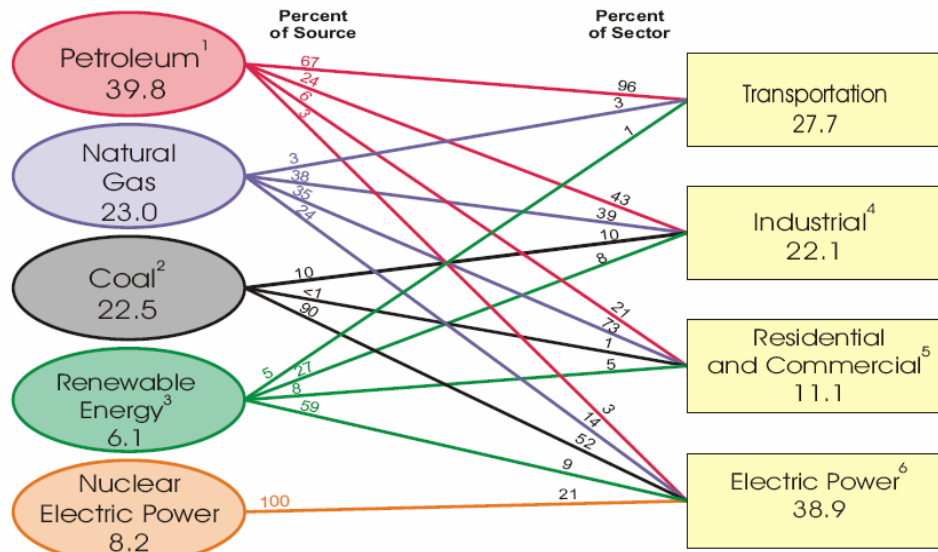 Percent
of Source
Percent
of Sector
Petroleum1
39.8
Natural
Gas
23.0
Coal2
22.5
Renewable
Energy3
6.1
Nuclear
Electric Power
8.2
67
24
6
3
3
38
35
24
10
<1
90
5
27
8
59
100
96
3
1
43
39
10
8
21
73
1
5
3
14
52
9
21
Transportation
27.7
Industrial4
22.1
Residential
and Commercial5
11.1
Electric Power6
38.9